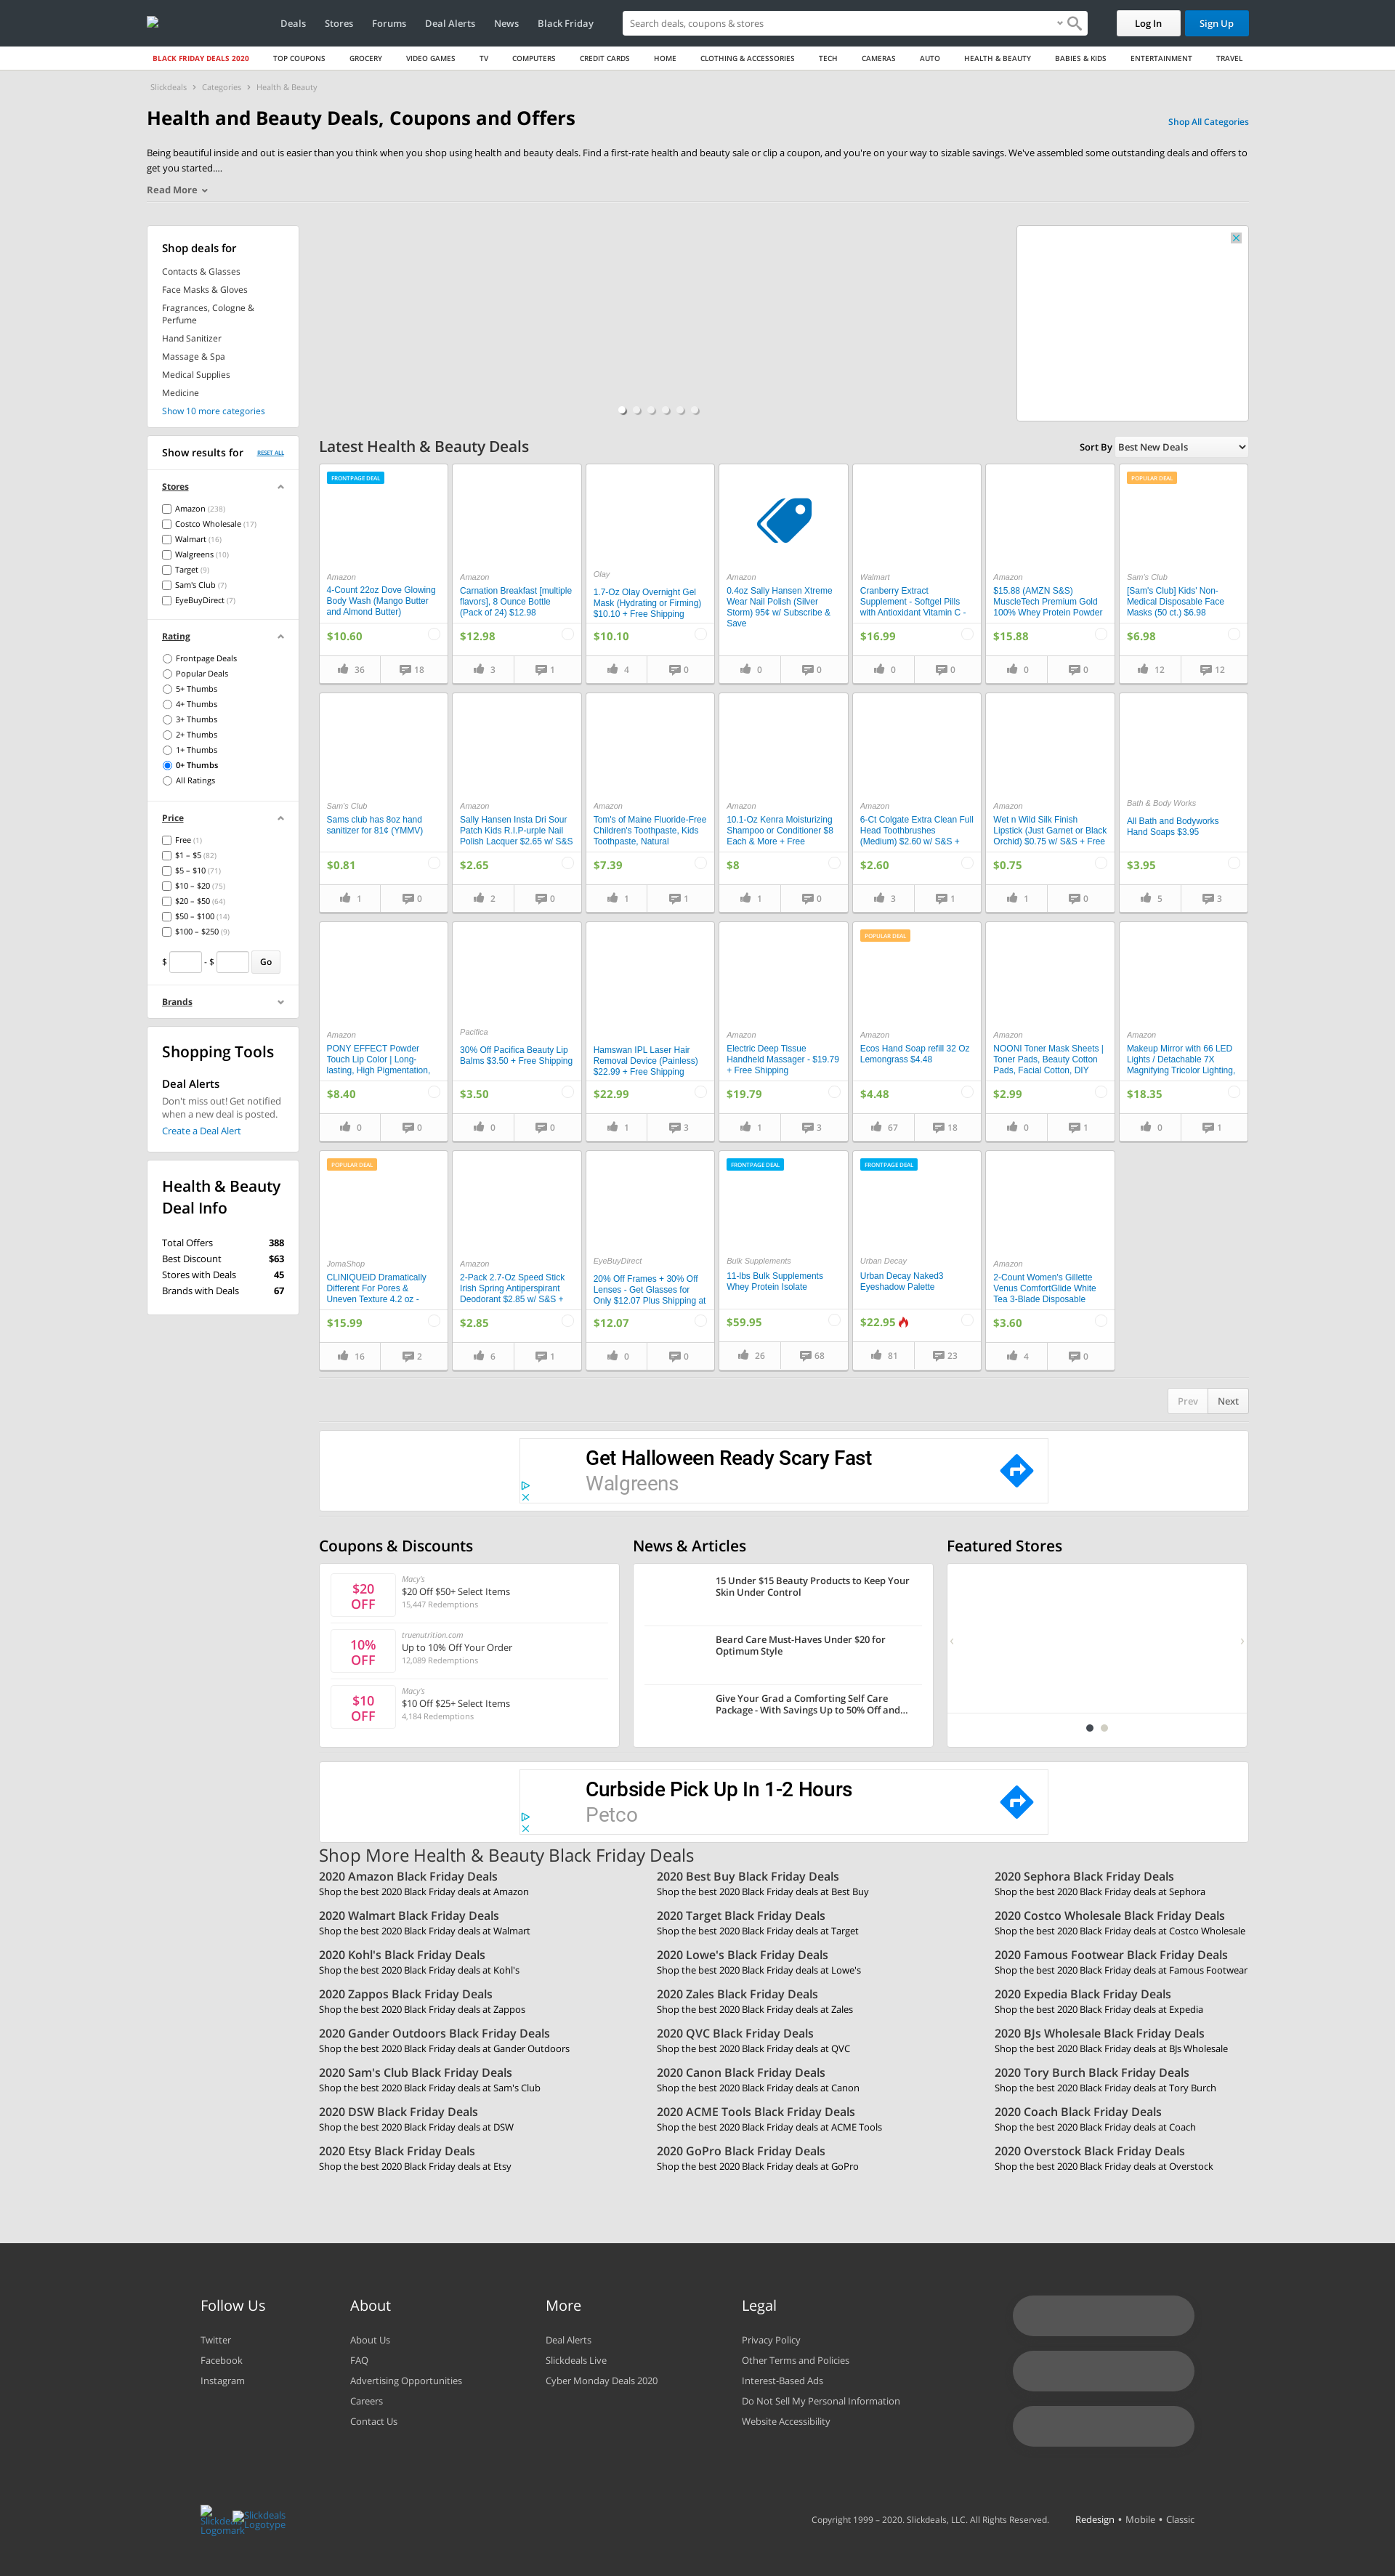 Deals Stores Forums Deal Alerts News Black Friday Search deals, coupons & stores Log In Sign Up
BLACK FRIDAY DEALS 2020 TOP COUPONS GROCERY VIDEO GAMES TV COMPUTERS CREDIT CARDS HOME CLOTHING & ACCESSORIES TECH CAMERAS AUTO HEALTH & BEAUTY BABIES & KIDS ENTERTAINMENT TRAVEL
Slickdeals › Categories › Health & Beauty
Health and Beauty Deals, Coupons and Offers
Shop All Categories
Being beautiful inside and out is easier than you think when you shop using health and beauty deals. Find a first-rate health and beauty sale or clip a coupon, and you're on your way to sizable savings. We've assembled some outstanding deals and offers to
get you started....
Read More
Shop deals for
Contacts & Glasses
Face Masks & Gloves
Fragrances, Cologne &
Perfume
Hand Sanitizer
Massage & Spa
Medical Supplies
Medicine
Show 10 more categories
Show results for RESET ALL
Stores
Amazon (238)
Costco Wholesale (17)
Walmart (16)
Walgreens (10)
Target (9)
Sam's Club (7)
EyeBuyDirect (7)
Rating
Frontpage Deals
Popular Deals
5+ Thumbs
4+ Thumbs
3+ Thumbs
2+ Thumbs
1+ Thumbs
0+ Thumbs
All Ratings
Price
Free (1)
$1 – $5 (82)
$5 – $10 (71)
$10 – $20 (75)
$20 – $50 (64)
$50 – $100 (14)
$100 – $250 (9)
$ - $ Go
Brands
Shopping Tools
Deal Alerts
Don't miss out! Get notified
when a new deal is posted.
Create a Deal Alert
Health & Beauty
Deal Info
Total Offers 388
Best Discount $63
Stores with Deals 45
Brands with Deals 67
Latest Health & Beauty Deals
Sort By Best New Deals
FRONTPAGE DEAL
Amazon
4-Count 22oz Dove Glowing
Body Wash (Mango Butter
and Almond Butter)
$10.60
36 18
Amazon
Carnation Breakfast [multiple
flavors], 8 Ounce Bottle
(Pack of 24) $12.98
$12.98
3 1
Olay
1.7-Oz Olay Overnight Gel
Mask (Hydrating or Firming)
$10.10 + Free Shipping
$10.10
4 0
Amazon
0.4oz Sally Hansen Xtreme
Wear Nail Polish (Silver
Storm) 95¢ w/ Subscribe &
Save
0 0
Walmart
Cranberry Extract
Supplement - Softgel Pills
with Antioxidant Vitamin C -
$16.99
0 0
Amazon
$15.88 (AMZN S&S)
MuscleTech Premium Gold
100% Whey Protein Powder
$15.88
0 0
POPULAR DEAL
Sam's Club
[Sam's Club] Kids' Non-
Medical Disposable Face
Masks (50 ct.) $6.98
$6.98
12 12
Sam's Club
Sams club has 8oz hand
sanitizer for 81¢ (YMMV)
$0.81
1 0
Amazon
Sally Hansen Insta Dri Sour
Patch Kids R.I.P-urple Nail
Polish Lacquer $2.65 w/ S&S
$2.65
2 0
Amazon
Tom's of Maine Fluoride-Free
Children's Toothpaste, Kids
Toothpaste, Natural
$7.39
1 1
Amazon
10.1-Oz Kenra Moisturizing
Shampoo or Conditioner $8
Each & More + Free
$8
1 0
Amazon
6-Ct Colgate Extra Clean Full
Head Toothbrushes
(Medium) $2.60 w/ S&S +
$2.60
3 1
Amazon
Wet n Wild Silk Finish
Lipstick (Just Garnet or Black
Orchid) $0.75 w/ S&S + Free
$0.75
1 0
Bath & Body Works
All Bath and Bodyworks
Hand Soaps $3.95
$3.95
5 3
Amazon
PONY EFFECT Powder
Touch Lip Color | Long-
lasting, High Pigmentation,
$8.40
0 0
Pacifica
30% Off Pacifica Beauty Lip
Balms $3.50 + Free Shipping
$3.50
0 0
Hamswan IPL Laser Hair
Removal Device (Painless)
$22.99 + Free Shipping
$22.99
1 3
Amazon
Electric Deep Tissue
Handheld Massager - $19.79
+ Free Shipping
$19.79
1 3
POPULAR DEAL
Amazon
Ecos Hand Soap refill 32 Oz
Lemongrass $4.48
$4.48
67 18
Amazon
NOONI Toner Mask Sheets |
Toner Pads, Beauty Cotton
Pads, Facial Cotton, DIY
$2.99
0 1
Amazon
Makeup Mirror with 66 LED
Lights / Detachable 7X
Magnifying Tricolor Lighting,
$18.35
0 1
POPULAR DEAL
JomaShop
CLINIQUEiD Dramatically
Different For Pores &
Uneven Texture 4.2 oz -
$15.99
16 2
Amazon
2-Pack 2.7-Oz Speed Stick
Irish Spring Antiperspirant
Deodorant $2.85 w/ S&S +
$2.85
6 1
EyeBuyDirect
20% Off Frames + 30% Off
Lenses - Get Glasses for
Only $12.07 Plus Shipping at
$12.07
0 0
FRONTPAGE DEAL
Bulk Supplements
11-lbs Bulk Supplements
Whey Protein Isolate
$59.95
26 68
FRONTPAGE DEAL
Urban Decay
Urban Decay Naked3
Eyeshadow Palette
$22.95
81 23
Amazon
2-Count Women's Gillette
Venus ComfortGlide White
Tea 3-Blade Disposable
$3.60
4 0
Prev Next
Get Halloween Ready Scary Fast
Walgreens
Coupons & Discounts
$20
OFF
Macy's
$20 Off $50+ Select Items
15,447 Redemptions
10%
OFF
truenutrition.com
Up to 10% Off Your Order
12,089 Redemptions
$10
OFF
Macy's
$10 Off $25+ Select Items
4,184 Redemptions
News & Articles
15 Under $15 Beauty Products to Keep Your
Skin Under Control
Beard Care Must-Haves Under $20 for
Optimum Style
Give Your Grad a Comforting Self Care
Package - With Savings Up to 50% Off and...
Featured Stores
Curbside Pick Up In 1-2 Hours
Petco
Shop More Health & Beauty Black Friday Deals
2020 Amazon Black Friday Deals 2020 Best Buy Black Friday Deals 2020 Sephora Black Friday Deals
Shop the best 2020 Black Friday deals at Amazon Shop the best 2020 Black Friday deals at Best Buy Shop the best 2020 Black Friday deals at Sephora
2020 Walmart Black Friday Deals 2020 Target Black Friday Deals 2020 Costco Wholesale Black Friday Deals
Shop the best 2020 Black Friday deals at Walmart Shop the best 2020 Black Friday deals at Target Shop the best 2020 Black Friday deals at Costco Wholesale
2020 Kohl's Black Friday Deals 2020 Lowe's Black Friday Deals 2020 Famous Footwear Black Friday Deals
Shop the best 2020 Black Friday deals at Kohl's Shop the best 2020 Black Friday deals at Lowe's Shop the best 2020 Black Friday deals at Famous Footwear
2020 Zappos Black Friday Deals 2020 Zales Black Friday Deals 2020 Expedia Black Friday Deals
Shop the best 2020 Black Friday deals at Zappos Shop the best 2020 Black Friday deals at Zales Shop the best 2020 Black Friday deals at Expedia
2020 Gander Outdoors Black Friday Deals 2020 QVC Black Friday Deals 2020 BJs Wholesale Black Friday Deals
Shop the best 2020 Black Friday deals at Gander Outdoors Shop the best 2020 Black Friday deals at QVC Shop the best 2020 Black Friday deals at BJs Wholesale
2020 Sam's Club Black Friday Deals 2020 Canon Black Friday Deals 2020 Tory Burch Black Friday Deals
Shop the best 2020 Black Friday deals at Sam's Club Shop the best 2020 Black Friday deals at Canon Shop the best 2020 Black Friday deals at Tory Burch
2020 DSW Black Friday Deals 2020 ACME Tools Black Friday Deals 2020 Coach Black Friday Deals
Shop the best 2020 Black Friday deals at DSW Shop the best 2020 Black Friday deals at ACME Tools Shop the best 2020 Black Friday deals at Coach
2020 Etsy Black Friday Deals 2020 GoPro Black Friday Deals 2020 Overstock Black Friday Deals
Shop the best 2020 Black Friday deals at Etsy Shop the best 2020 Black Friday deals at GoPro Shop the best 2020 Black Friday deals at Overstock
Follow Us
Twitter
Facebook
Instagram
About
About Us
FAQ
Advertising Opportunities
Careers
Contact Us
More
Deal Alerts
Slickdeals Live
Cyber Monday Deals 2020
Legal
Privacy Policy
Other Terms and Policies
Interest-Based Ads
Do Not Sell My Personal Information
Website Accessibility
Slickdeals
Logomark
Slickdeals
Logotype
Copyright 1999 – 2020. Slickdeals, LLC. All Rights Reserved. Redesign • Mobile • Classic